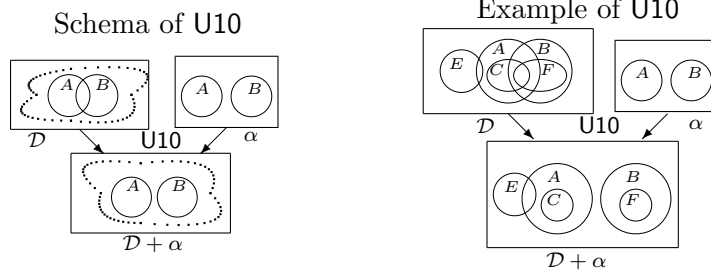 Schema of U10
Example of U10
A B
A B
𝒟
U10
α
A B
𝒟 + α
E A B
C F
A B
𝒟
U10
α
E A B
C F
𝒟 + α